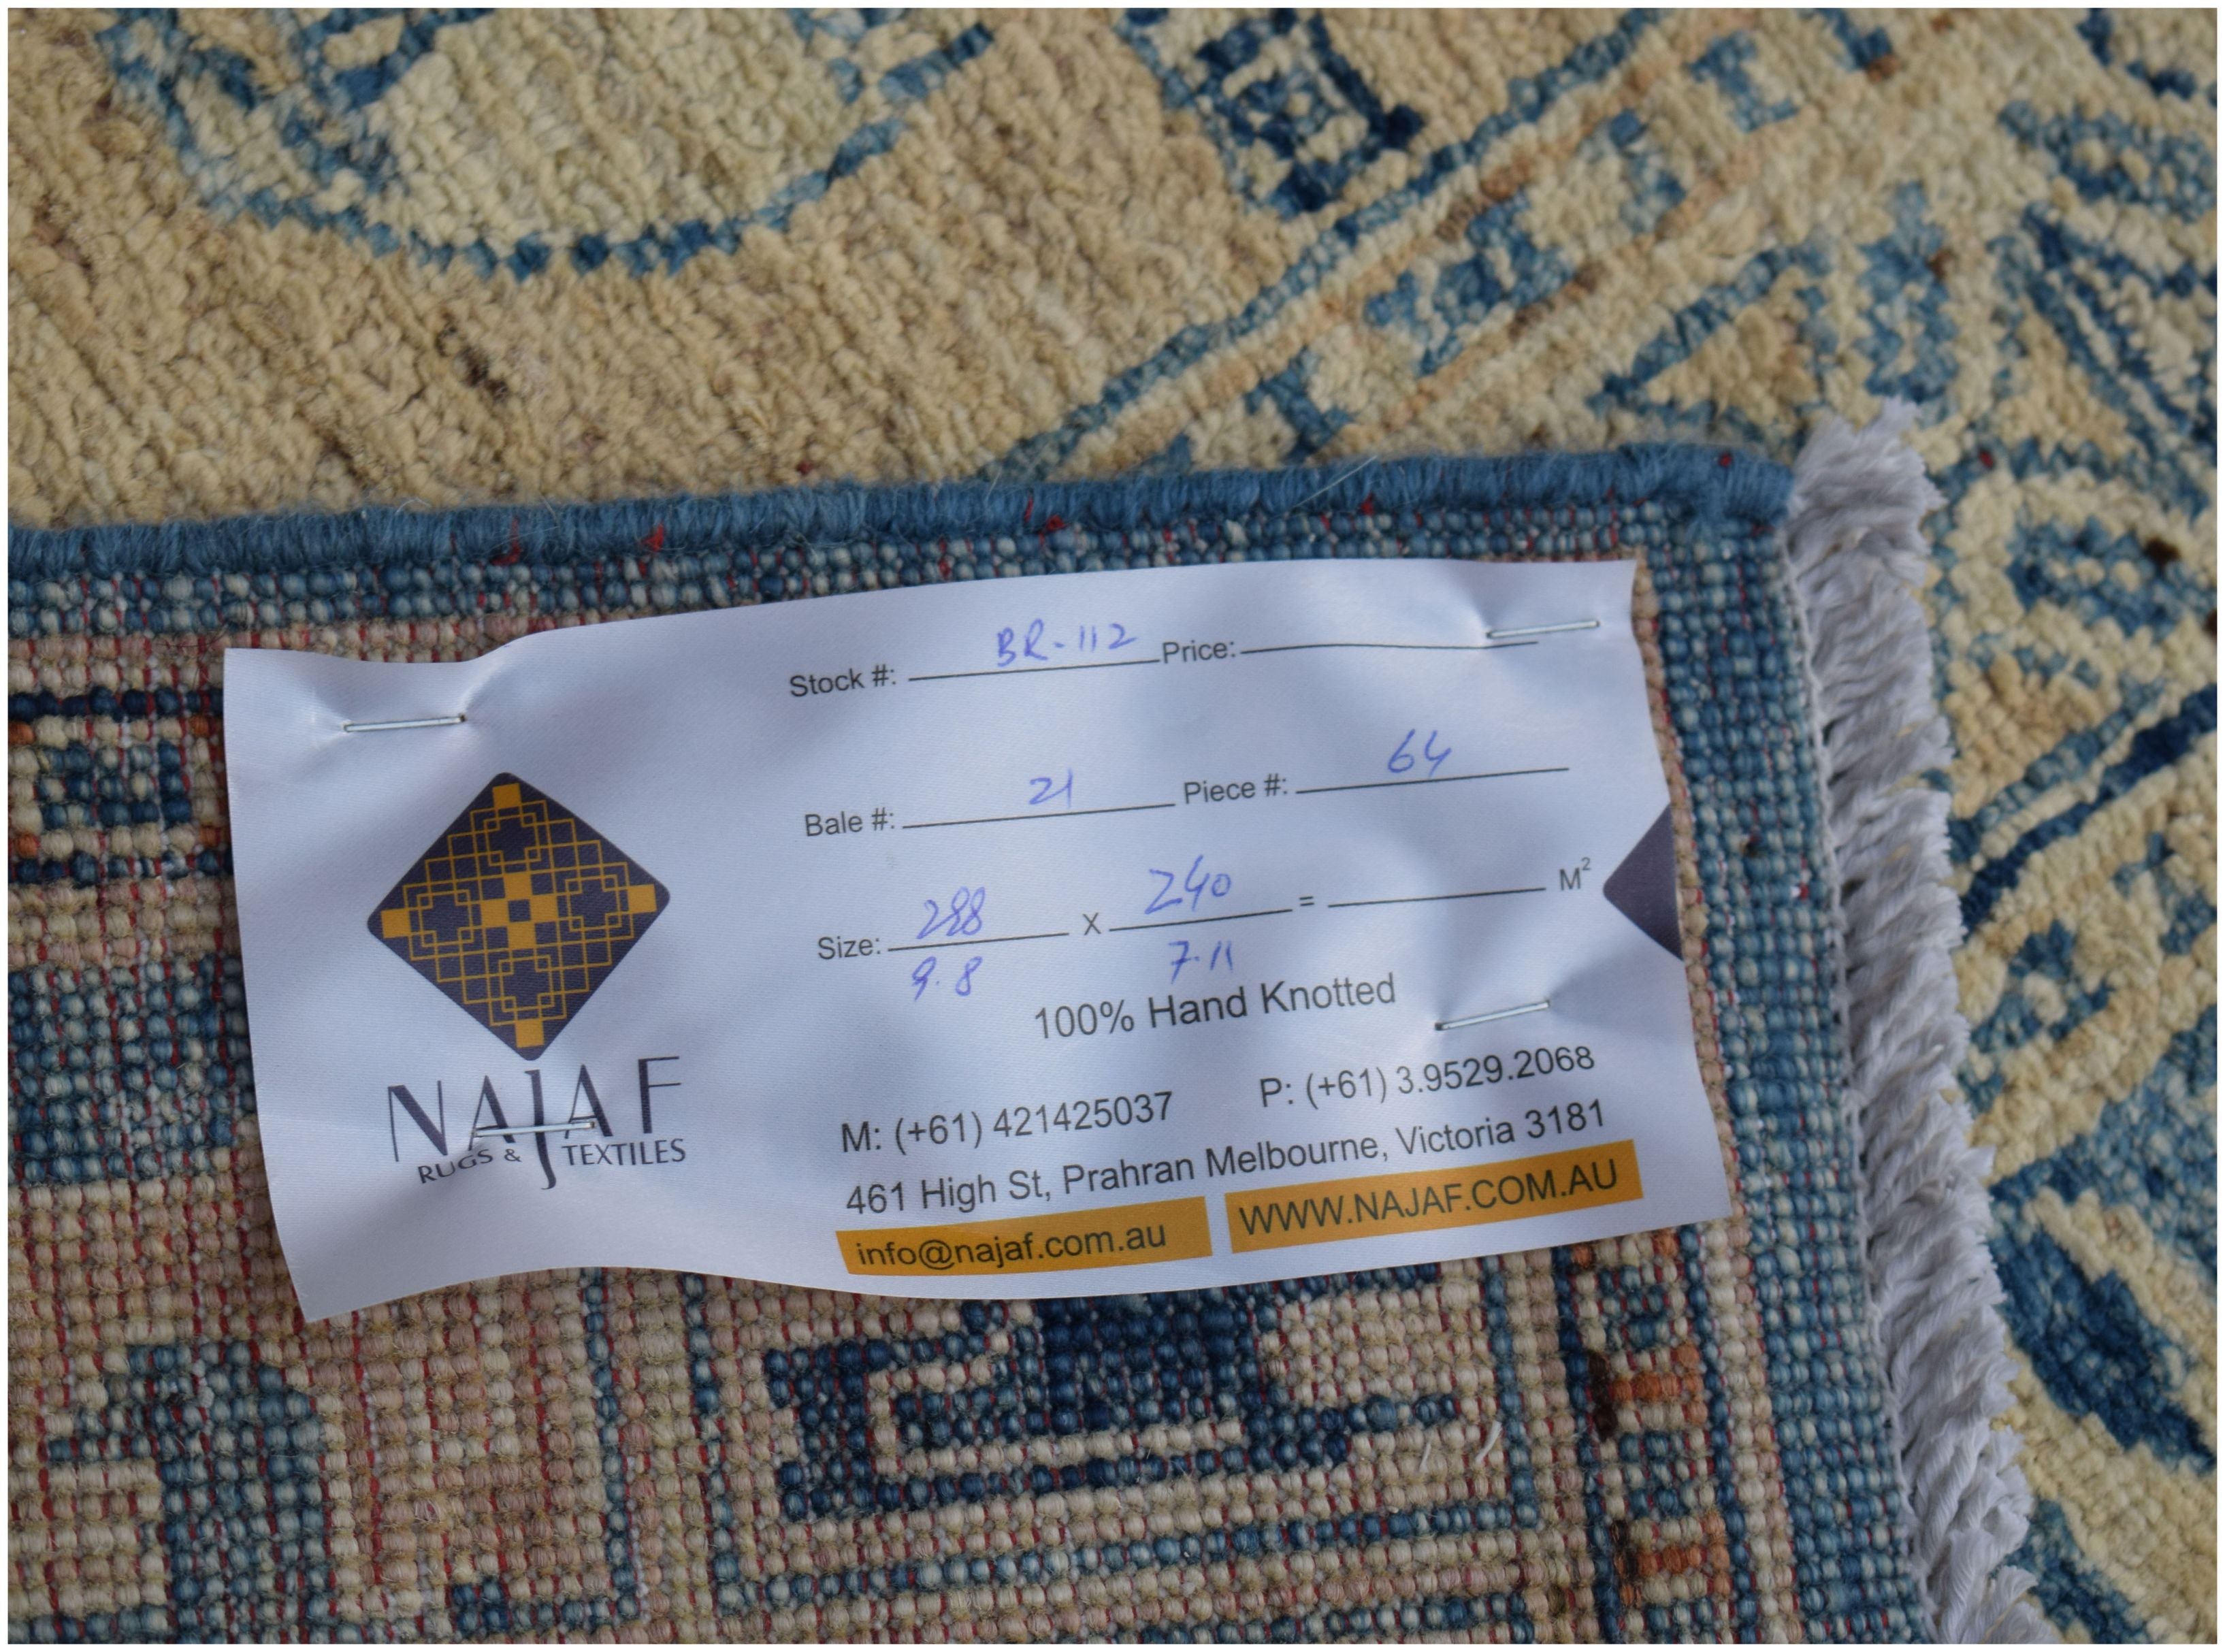 Stock #: BR-112 Price:
Bale #: 21 Piece #: 64
Size: 288 X 240 = M²
9.8 7.11
100% Hand Knotted
NAJAF
RUGS & TEXTILES
M: (+61) 421425037 P: (+61) 3.9529.2068
461 High St, Prahran Melbourne, Victoria 3181
info@najaf.com.au WWW.NAJAF.COM.AU